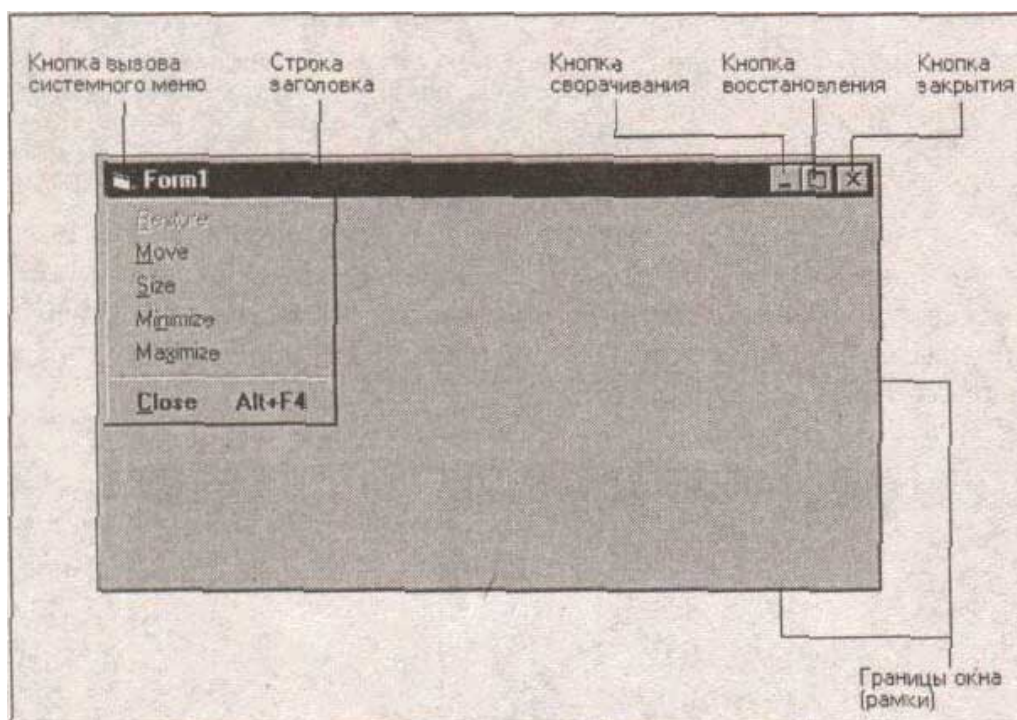 Кнопка вызова
системного меню
Строка
заголовка
Кнопка
сворачивания
Кнопка
восстановления
Кнопка
закрытия
Form1
Restore
Move
Size
Minimize
Maximize
Close Alt+F4
Границы окна
(рамки)